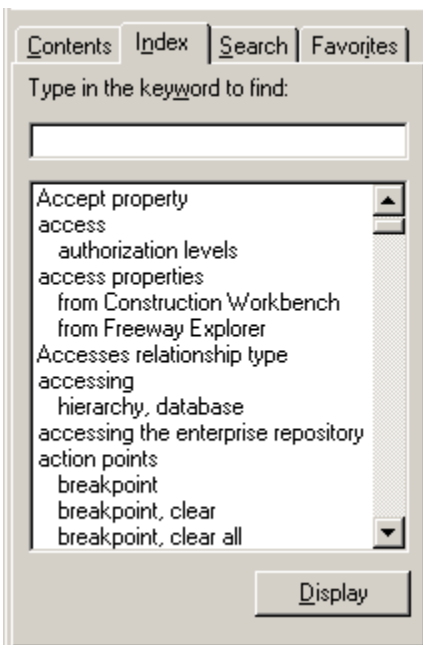 Contents Index Search Favorites
Type in the keyword to find:
Accept property
access
authorization levels
access properties
from Construction Workbench
from Freeway Explorer
Accesses relationship type
accessing
hierarchy, database
accessing the enterprise repository
action points
breakpoint
breakpoint, clear
breakpoint, clear all
Display